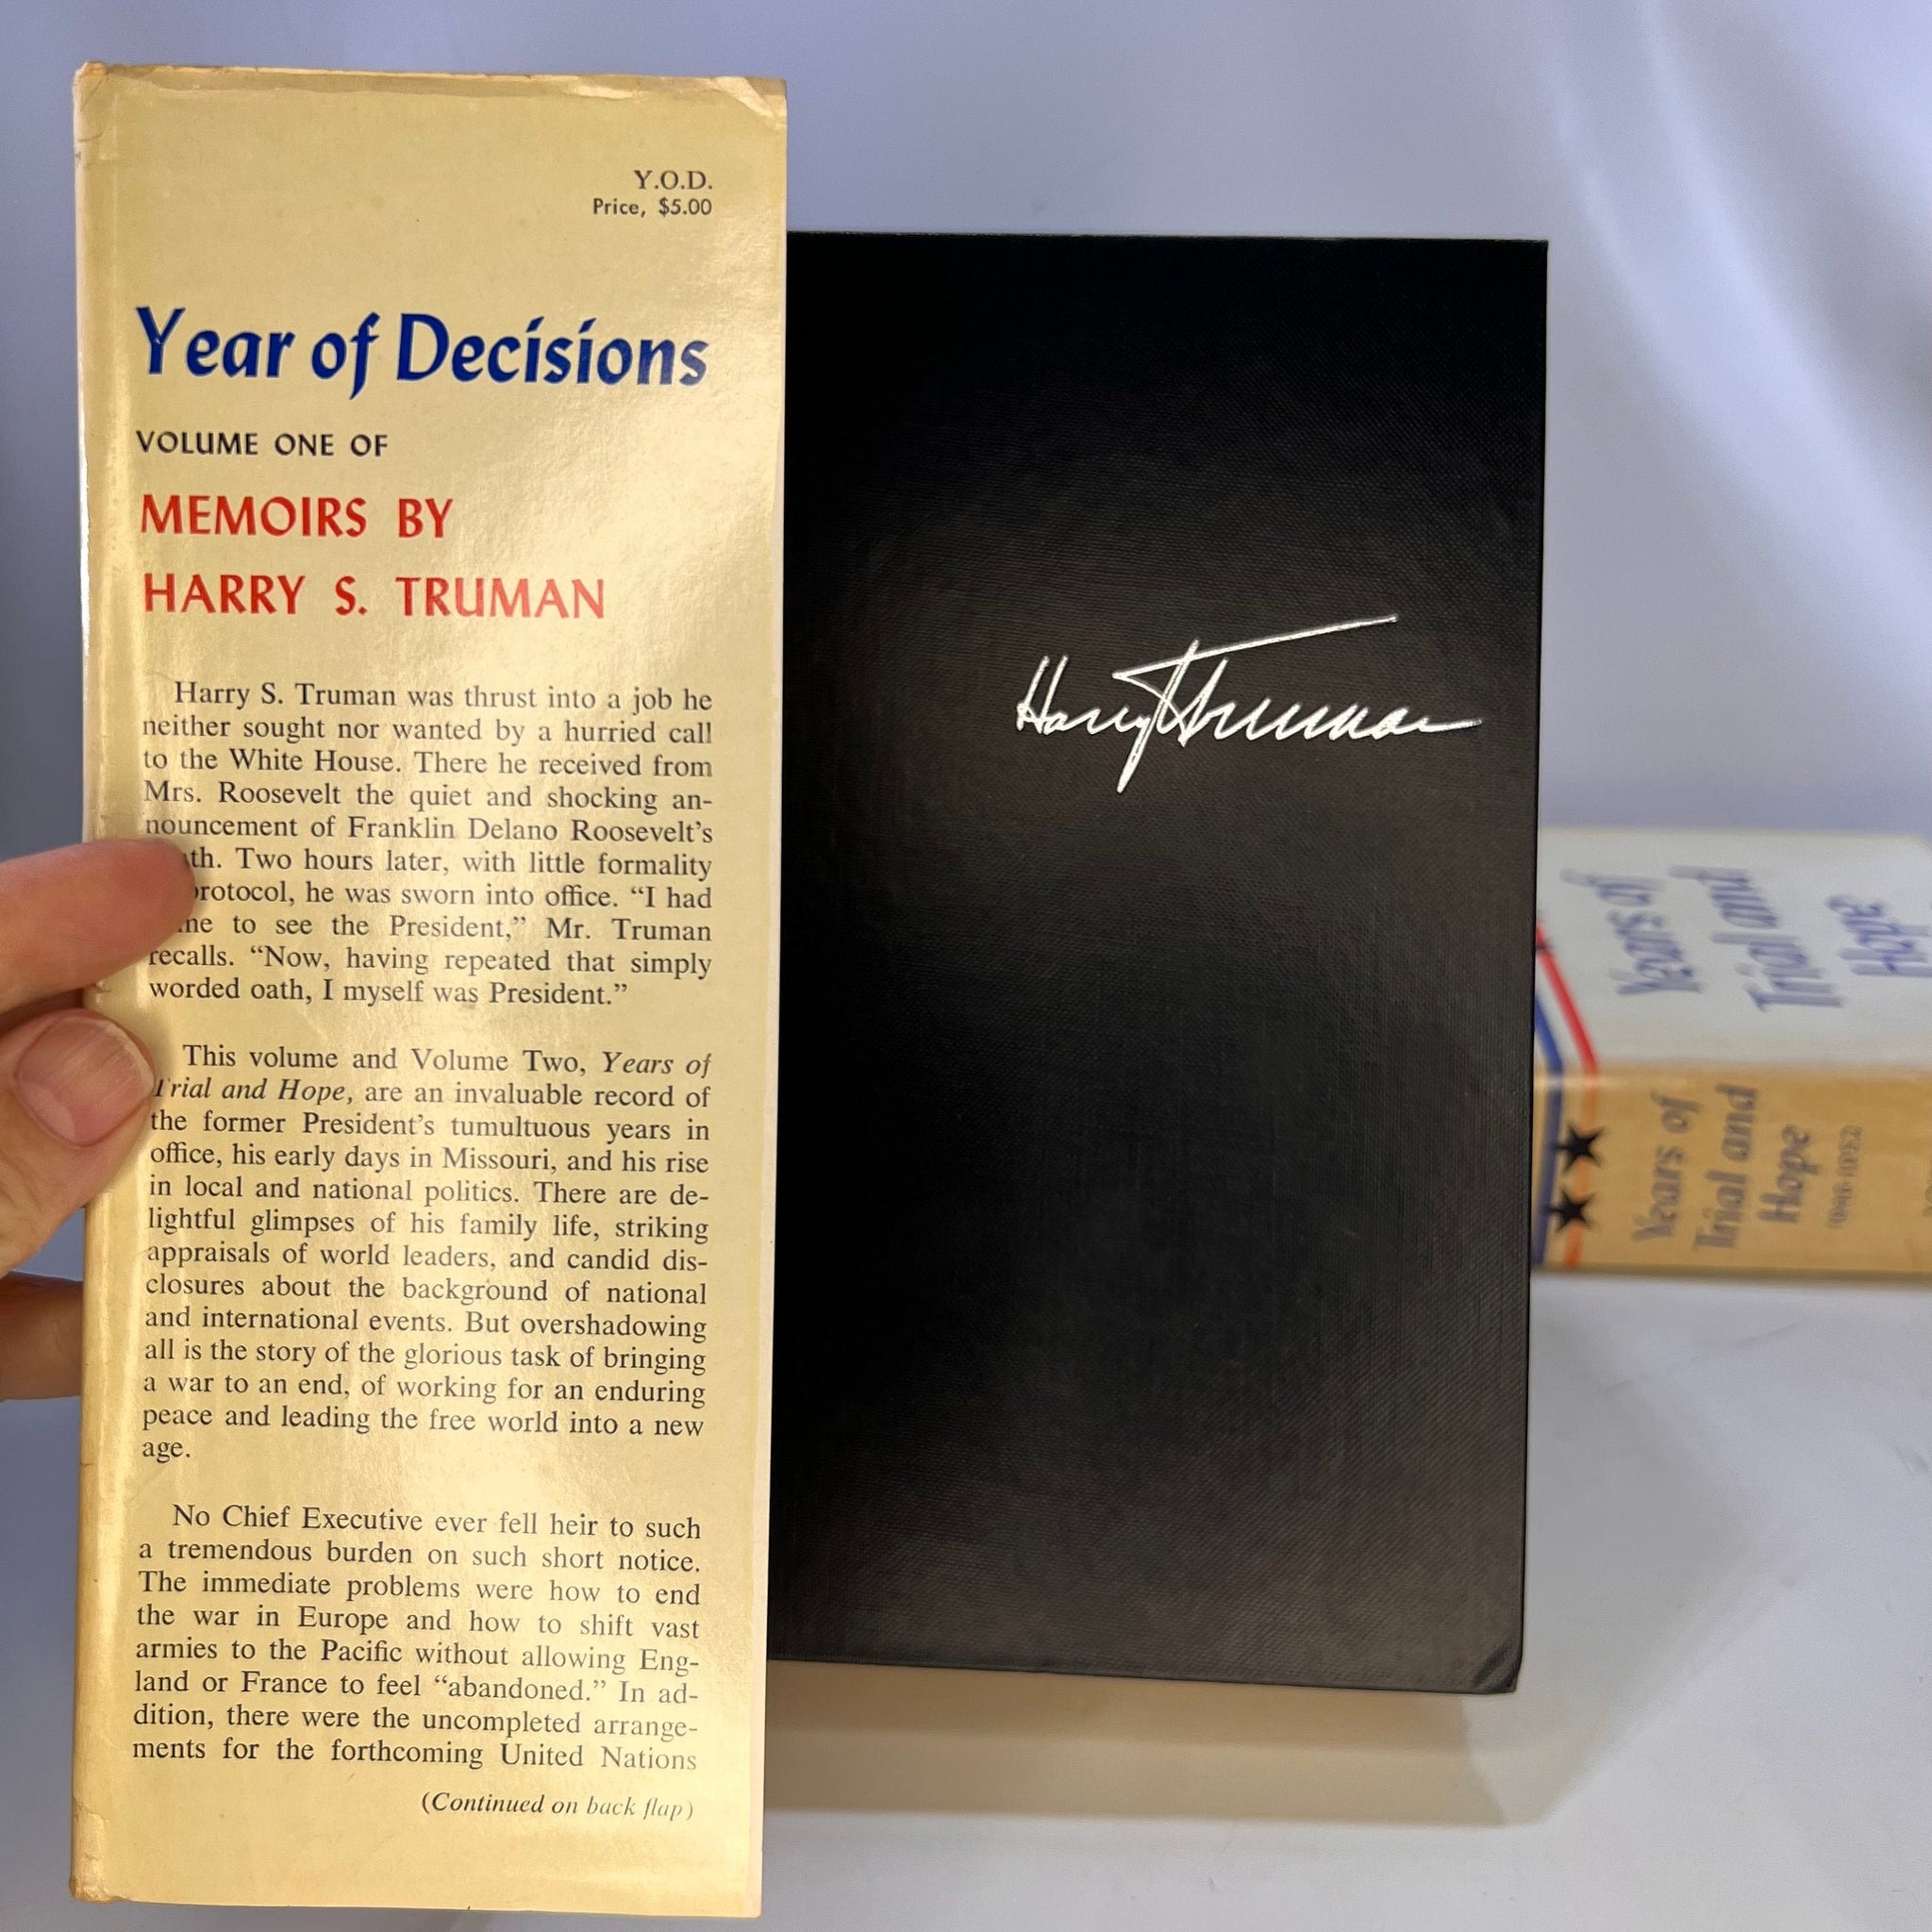 Y.O.D.
Price, $5.00
Year of Decisions
VOLUME ONE OF
MEMOIRS BY
HARRY S. TRUMAN
Harry S. Truman was thrust into a job he
neither sought nor wanted by a hurried call
to the White House. There he received from
Mrs. Roosevelt the quiet and shocking an-
nouncement of Franklin Delano Roosevelt's
th. Two hours later, with little formality
protocol, he was sworn into office. “I had
me to see the President,” Mr. Truman
recalls. “Now, having repeated that simply
worded oath, I myself was President.”
This volume and Volume Two, Years of
Trial and Hope, are an invaluable record of
the former President's tumultuous years in
office, his early days in Missouri, and his rise
in local and national politics. There are de-
lightful glimpses of his family life, striking
appraisals of world leaders, and candid dis-
closures about the background of national
and international events. But overshadowing
all is the story of the glorious task of bringing
a war to an end, of working for an enduring
peace and leading the free world into a new
age.
No Chief Executive ever fell heir to such
a tremendous burden on such short notice.
The immediate problems were how to end
the war in Europe and how to shift vast
armies to the Pacific without allowing Eng-
land or France to feel “abandoned.” In ad-
dition, there were the uncompleted arrange-
ments for the forthcoming United Nations
(Continued on back flap)
Harry S Truman
Years of
Trial and
Hope
Years of
Trial and
Hope